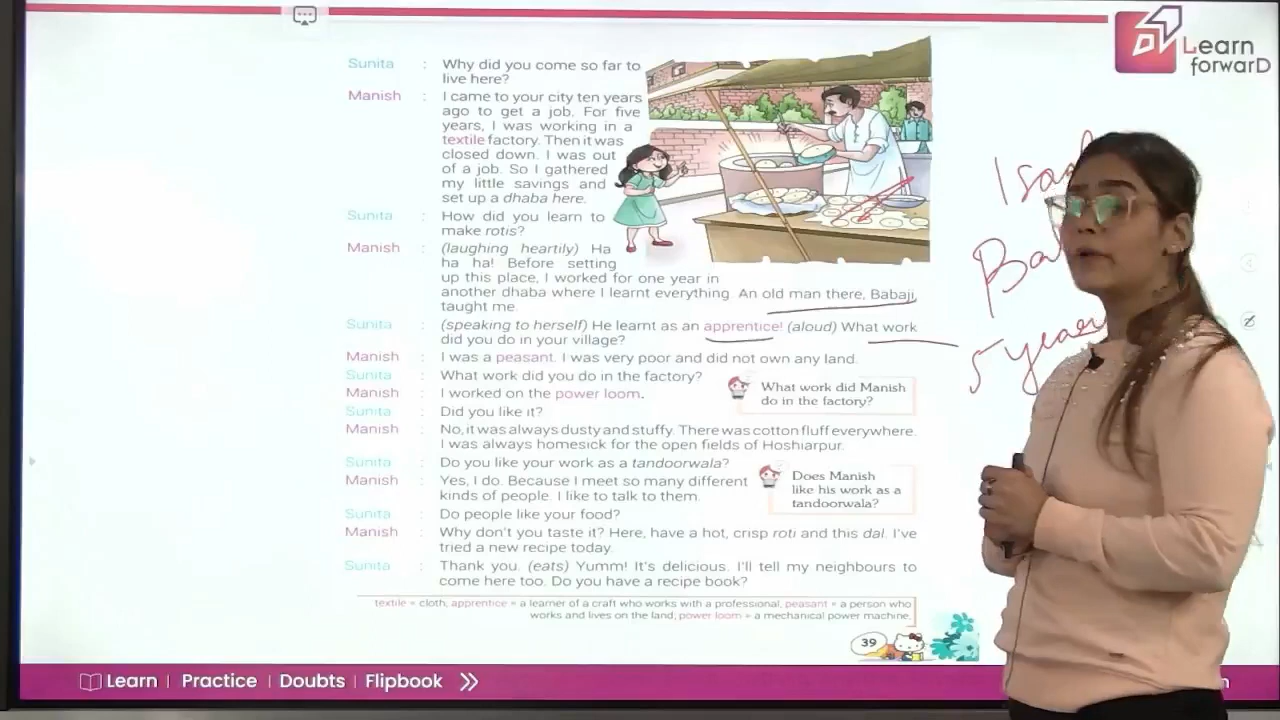 Learn
forwarD
Sunita : Why did you come so far to
live here?
Manish : I came to your city ten years
ago to get a job. For five
years, I was working in a
textile factory. Then it was
closed down. I was out
of a job. So I gathered
my little savings and
set up a dhaba here.
Sunita : How did you learn to
make rotis?
Manish : (laughing heartily) Ha
ha ha! Before setting
up this place, I worked for one year in
another dhaba where I learnt everything. An old man there, Babaji,
taught me.
Sunita : (speaking to herself) He learnt as an apprentice! (aloud) What work
did you do in your village?
Manish : I was a peasant. I was very poor and did not own any land.
Sunita : What work did you do in the factory?
Manish : I worked on the power loom.
What work did Manish
do in the factory?
Sunita : Did you like it?
Manish : No, it was always dusty and stuffy. There was cotton fluff everywhere.
I was always homesick for the open fields of Hoshiarpur.
Sunita : Do you like your work as a tandoorwala?
Manish : Yes, I do. Because I meet so many different
kinds of people. I like to talk to them.
Does Manish
like his work as a
tandoorwala?
Sunita : Do people like your food?
Manish : Why don't you taste it? Here, have a hot, crisp roti and this dal. I've
tried a new recipe today.
Sunita : Thank you. (eats) Yumm! It's delicious. I'll tell my neighbours to
come here too. Do you have a recipe book?
textile = cloth, apprentice = a learner of a craft who works with a professional, peasant = a person who
works and lives on the land, power loom = a mechanical power machine.
39
5 year
Learn | Practice | Doubts | Flipbook